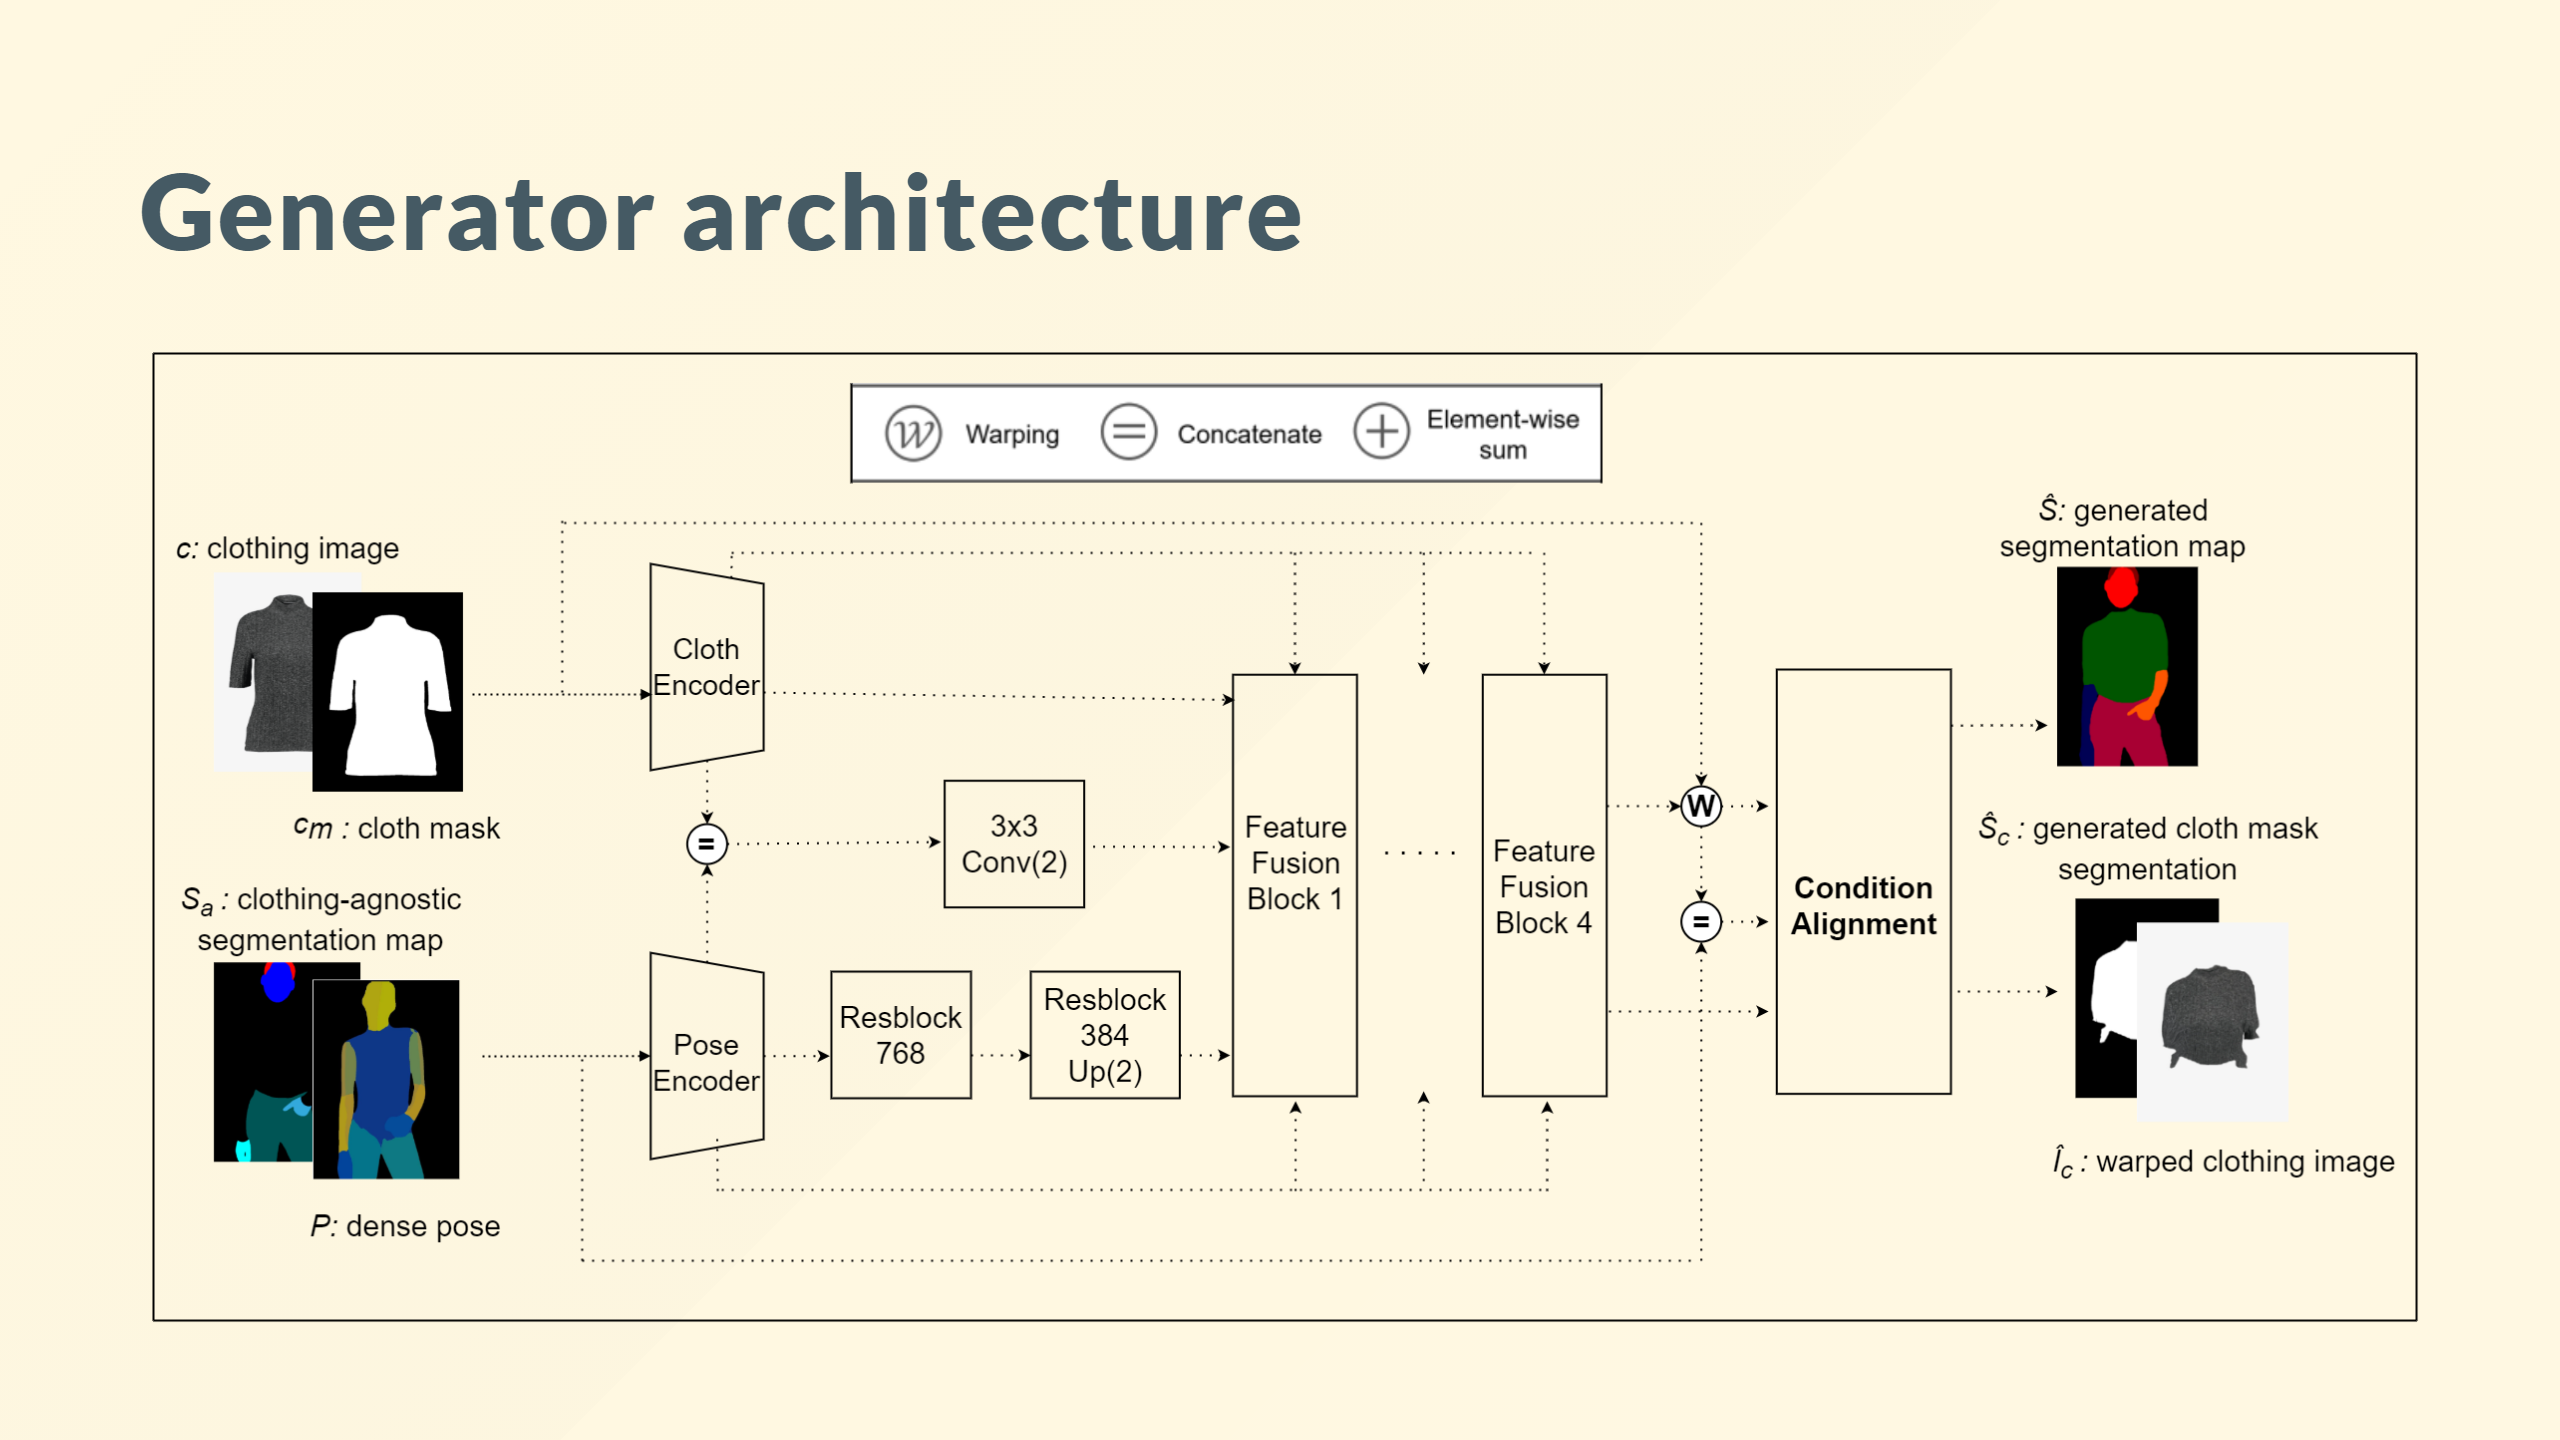 Generator architecture
W Warping = Concatenate + Element-wise
sum
c: clothing image
cm : cloth mask
Sa : clothing-agnostic
segmentation map
P: dense pose
Cloth
Encoder
=
Pose
Encoder
3x3
Conv(2)
Resblock
768
Resblock
384
Up(2)
Feature
Fusion
Block 1
. . . . .
Feature
Fusion
Block 4
W
=
Condition
Alignment
Ŝ: generated
segmentation map
Ŝc : generated cloth mask
segmentation
Îc : warped clothing image